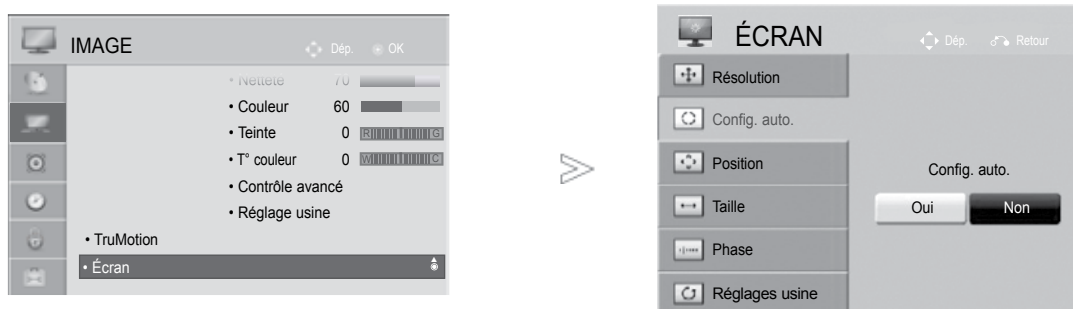 IMAGE
Dép. OK
• Netteté 70
• Couleur 60
• Teinte 0 R G
• T° couleur 0 W C
• Contrôle avancé
• Réglage usine
• TruMotion
• Écran
ÉCRAN
Dép. Retour
Résolution
Config. auto.
Position
Taille
Phase
Réglages usine
Config. auto.
Oui Non